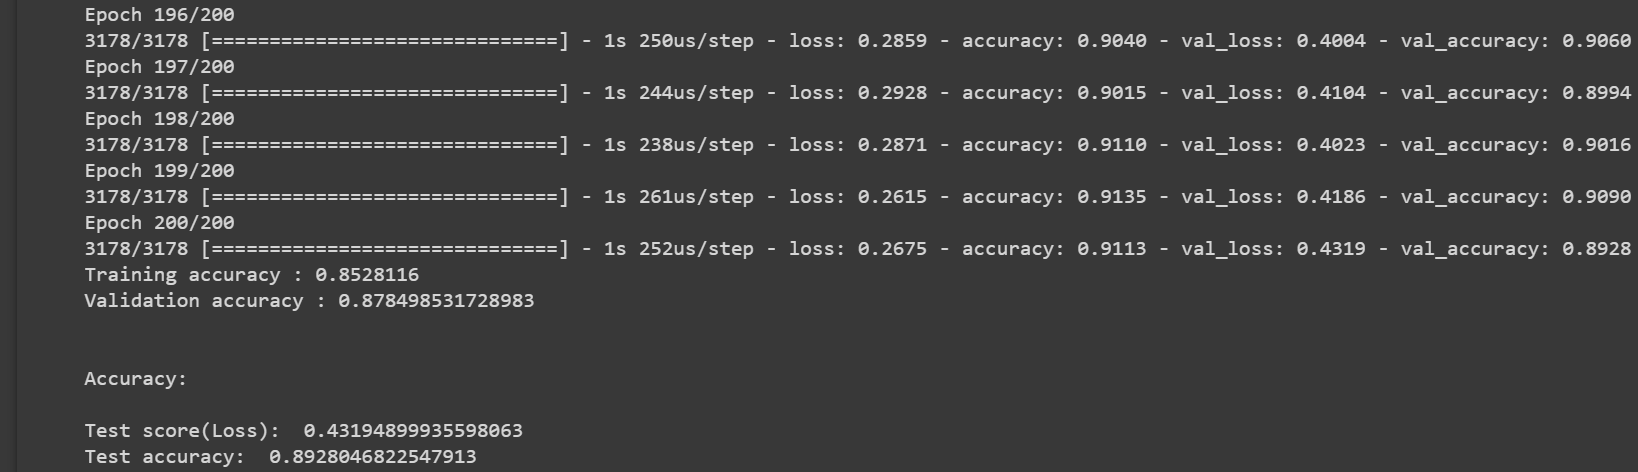 Epoch 196/200
3178/3178 [==============================] - 1s 250us/step - loss: 0.2859 - accuracy: 0.9040 - val_loss: 0.4004 - val_accuracy: 0.9060
Epoch 197/200
3178/3178 [==============================] - 1s 244us/step - loss: 0.2928 - accuracy: 0.9015 - val_loss: 0.4104 - val_accuracy: 0.8994
Epoch 198/200
3178/3178 [==============================] - 1s 238us/step - loss: 0.2871 - accuracy: 0.9110 - val_loss: 0.4023 - val_accuracy: 0.9016
Epoch 199/200
3178/3178 [==============================] - 1s 261us/step - loss: 0.2615 - accuracy: 0.9135 - val_loss: 0.4186 - val_accuracy: 0.9090
Epoch 200/200
3178/3178 [==============================] - 1s 252us/step - loss: 0.2675 - accuracy: 0.9113 - val_loss: 0.4319 - val_accuracy: 0.8928
Training accuracy : 0.8528116
Validation accuracy : 0.878498531728983
Accuracy:
Test score(Loss):  0.43194899935598063
Test accuracy:  0.8928046822547913